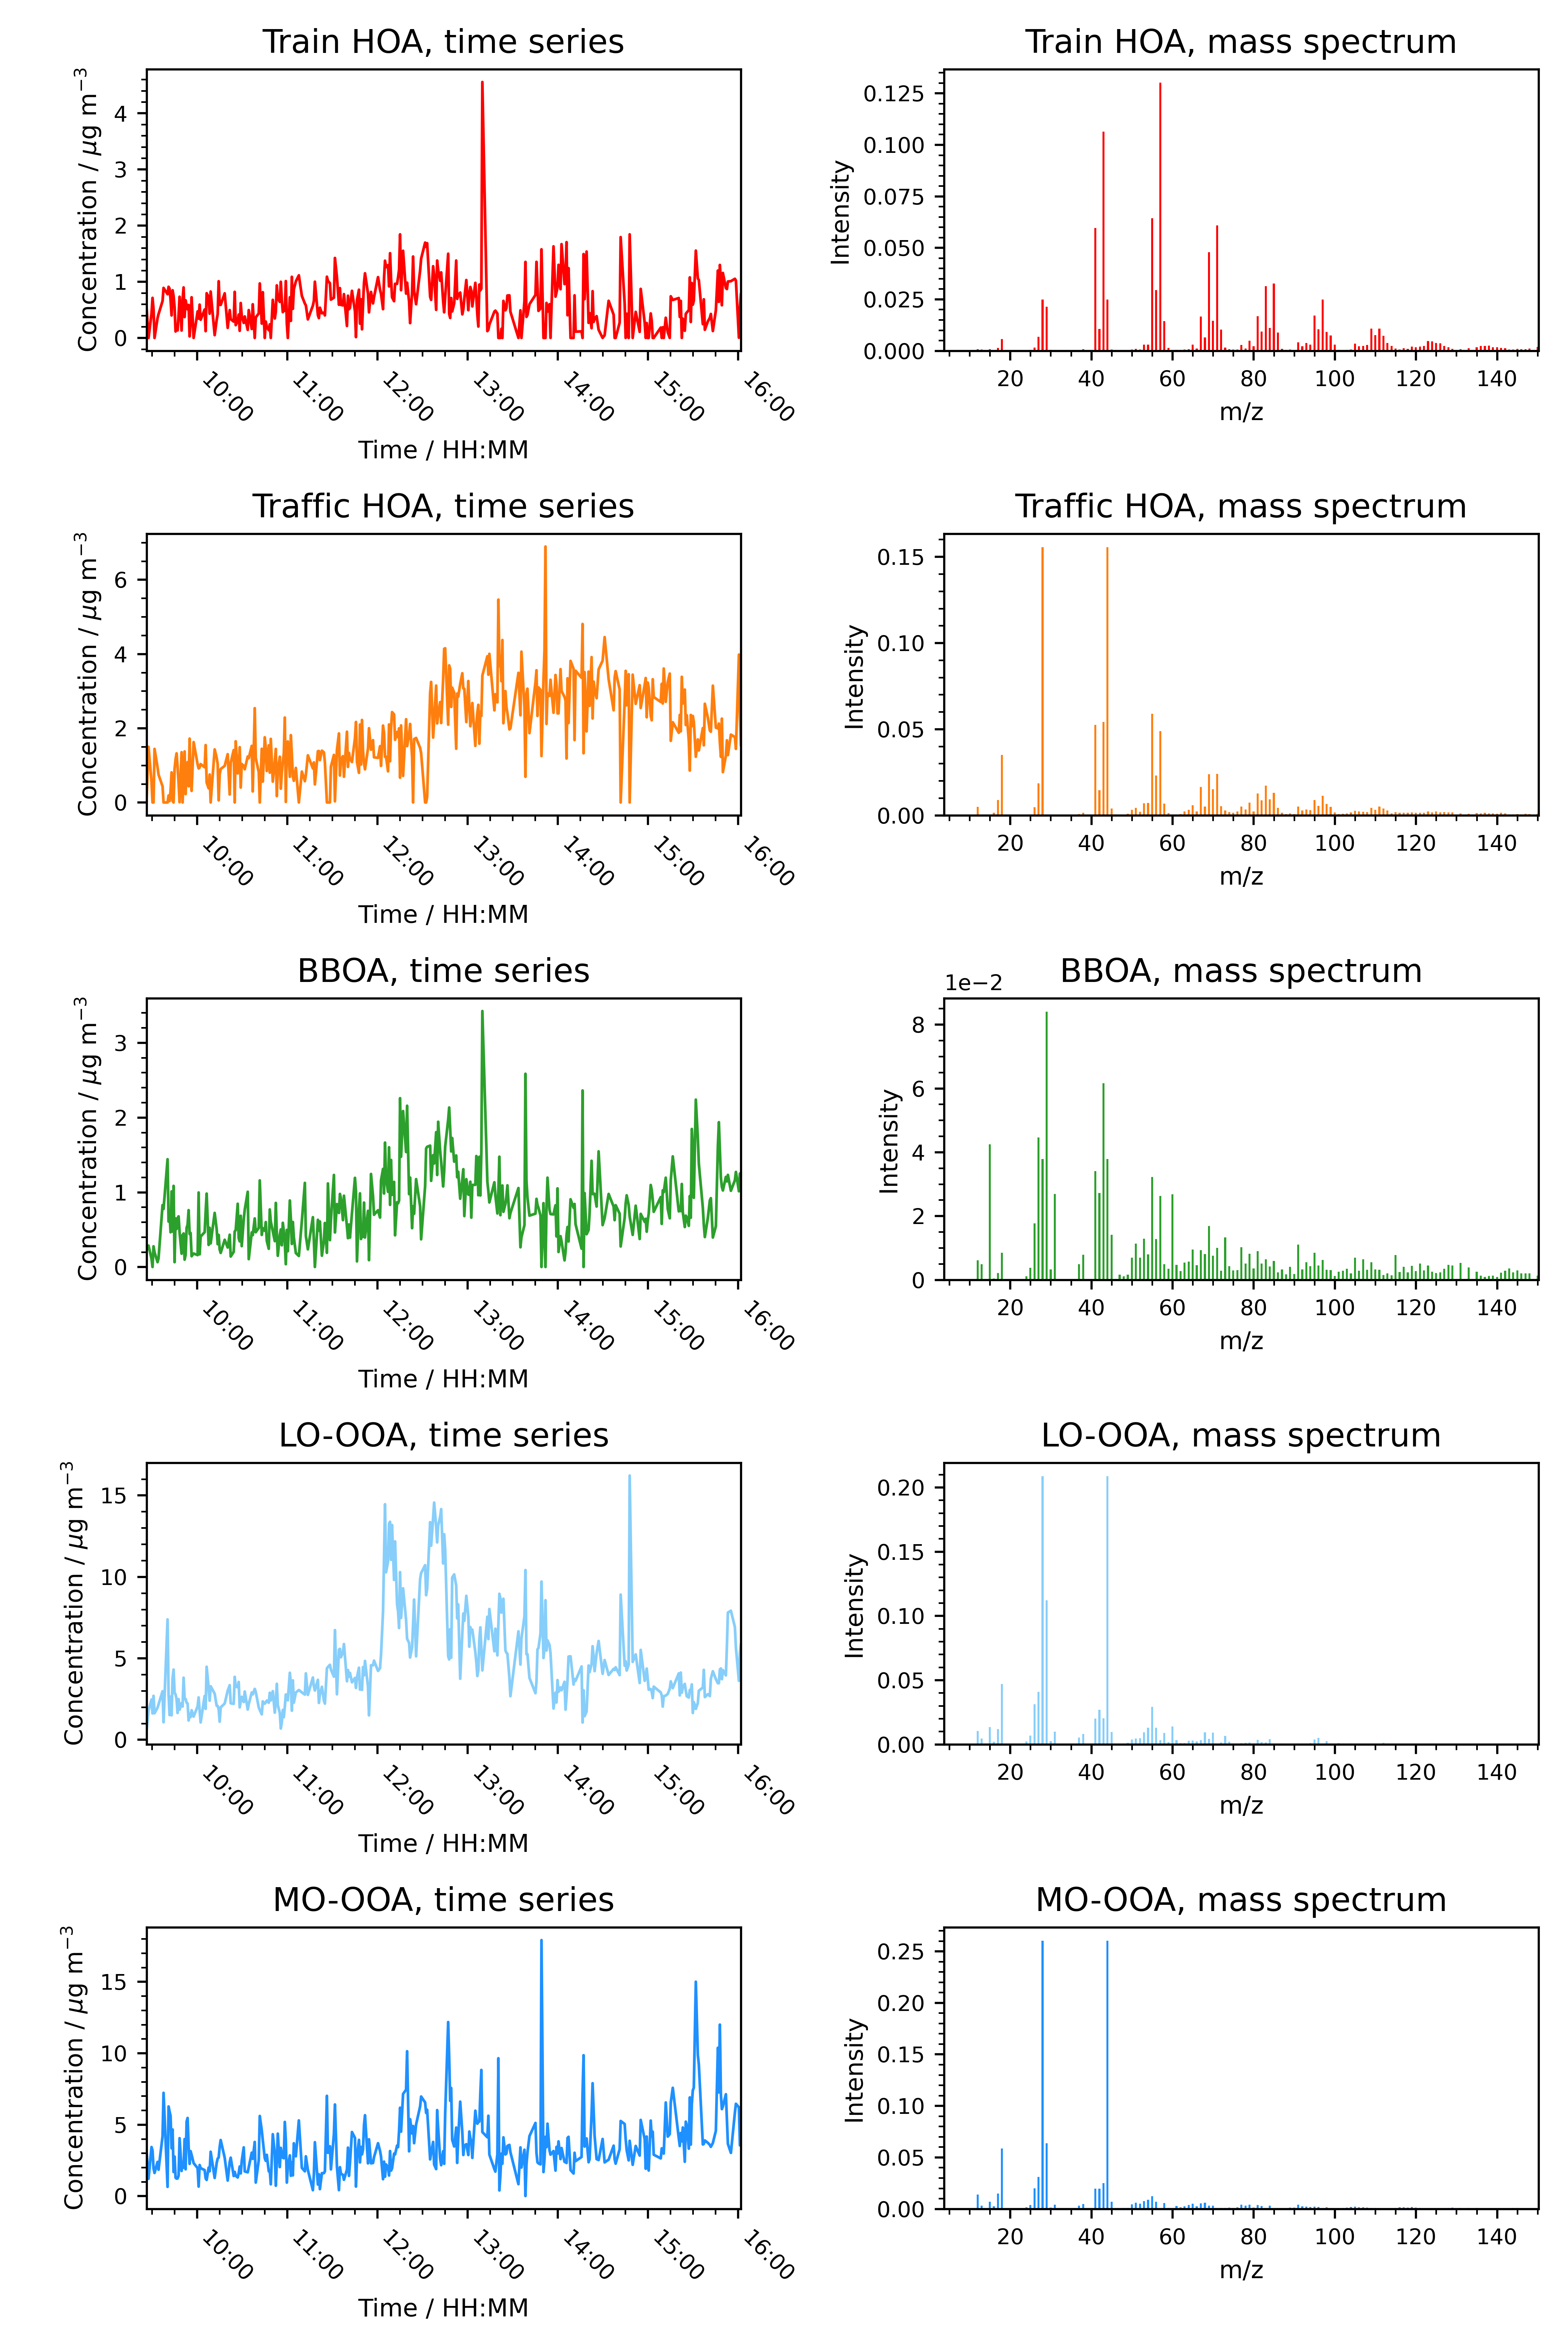 Train HOA, time series
Concentration / μg m⁻³
4
3
2
1
0
10:00 11:00 12:00 13:00 14:00 15:00 16:00
Time / HH:MM
Train HOA, mass spectrum
Intensity
0.125
0.100
0.075
0.050
0.025
0.000
20 40 60 80 100 120 140
m/z
Traffic HOA, time series
Concentration / μg m⁻³
6
4
2
0
10:00 11:00 12:00 13:00 14:00 15:00 16:00
Time / HH:MM
Traffic HOA, mass spectrum
Intensity
0.15
0.10
0.05
0.00
20 40 60 80 100 120 140
m/z
BBOA, time series
Concentration / μg m⁻³
3
2
1
0
10:00 11:00 12:00 13:00 14:00 15:00 16:00
Time / HH:MM
BBOA, mass spectrum
1e−2
Intensity
8
6
4
2
0
20 40 60 80 100 120 140
m/z
LO-OOA, time series
Concentration / μg m⁻³
15
10
5
0
10:00 11:00 12:00 13:00 14:00 15:00 16:00
Time / HH:MM
LO-OOA, mass spectrum
Intensity
0.20
0.15
0.10
0.05
0.00
20 40 60 80 100 120 140
m/z
MO-OOA, time series
Concentration / μg m⁻³
15
10
5
0
10:00 11:00 12:00 13:00 14:00 15:00 16:00
Time / HH:MM
MO-OOA, mass spectrum
Intensity
0.25
0.20
0.15
0.10
0.05
0.00
20 40 60 80 100 120 140
m/z